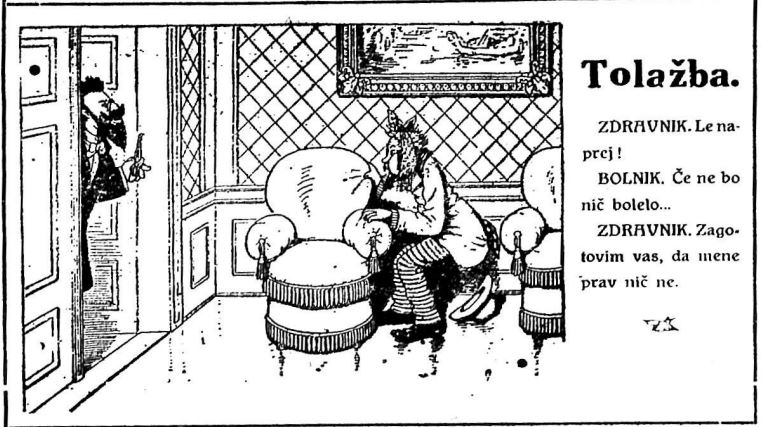 Tolažba.
ZDRAVNIK. Le na-
prej!
BOLNIK. Če ne bo
nič bolelo...
ZDRAVNIK. Zago-
tovim vas, da mene
prav nič ne.